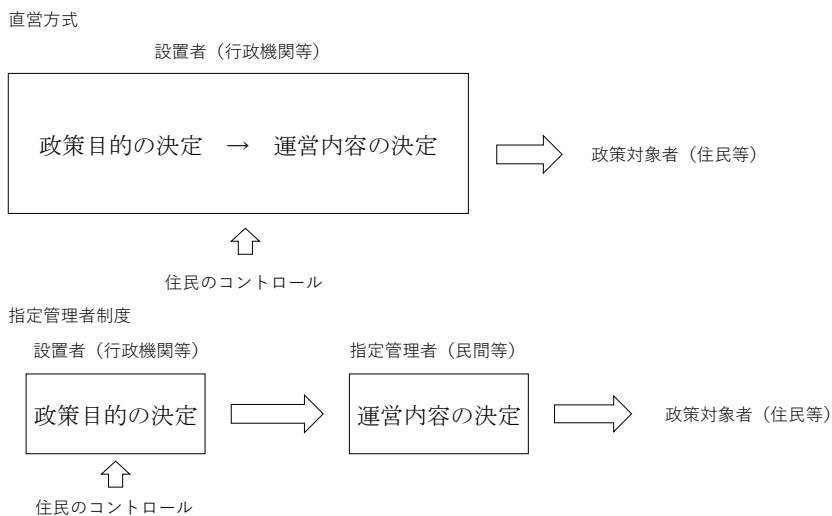 直営方式
設置者（行政機関等）
政策目的の決定　→　運営内容の決定
政策対象者（住民等）
住民のコントロール
指定管理者制度
設置者（行政機関等）
指定管理者（民間等）
政策目的の決定
運営内容の決定
政策対象者（住民等）
住民のコントロール